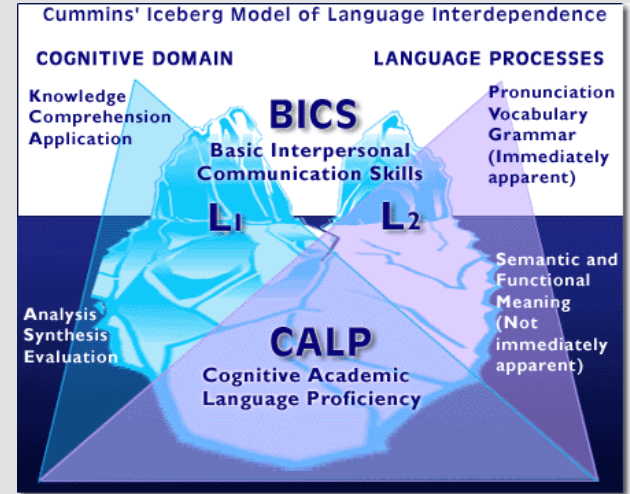 Cummins' Iceberg Model of Language Interdependence
COGNITIVE DOMAIN
LANGUAGE PROCESSES
Knowledge
Comprehension
Application
BICS
Basic Interpersonal
Communication Skills
Pronunciation
Vocabulary
Grammar
(Immediately
apparent)
L1
L2
Analysis
Synthesis
Evaluation
CALP
Cognitive Academic
Language Proficiency
Semantic and
Functional
Meaning
(Not
immediately
apparent)